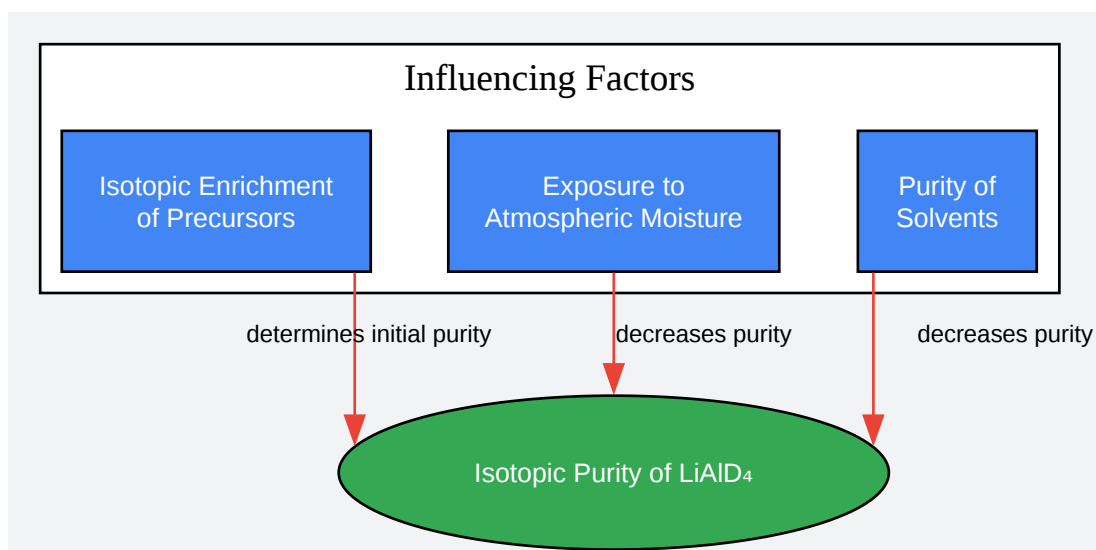 Influencing Factors
Isotopic Enrichment
of Precursors
Exposure to
Atmospheric Moisture
Purity of
Solvents
determines initial purity
decreases purity
decreases purity
Isotopic Purity of LiAlD₄